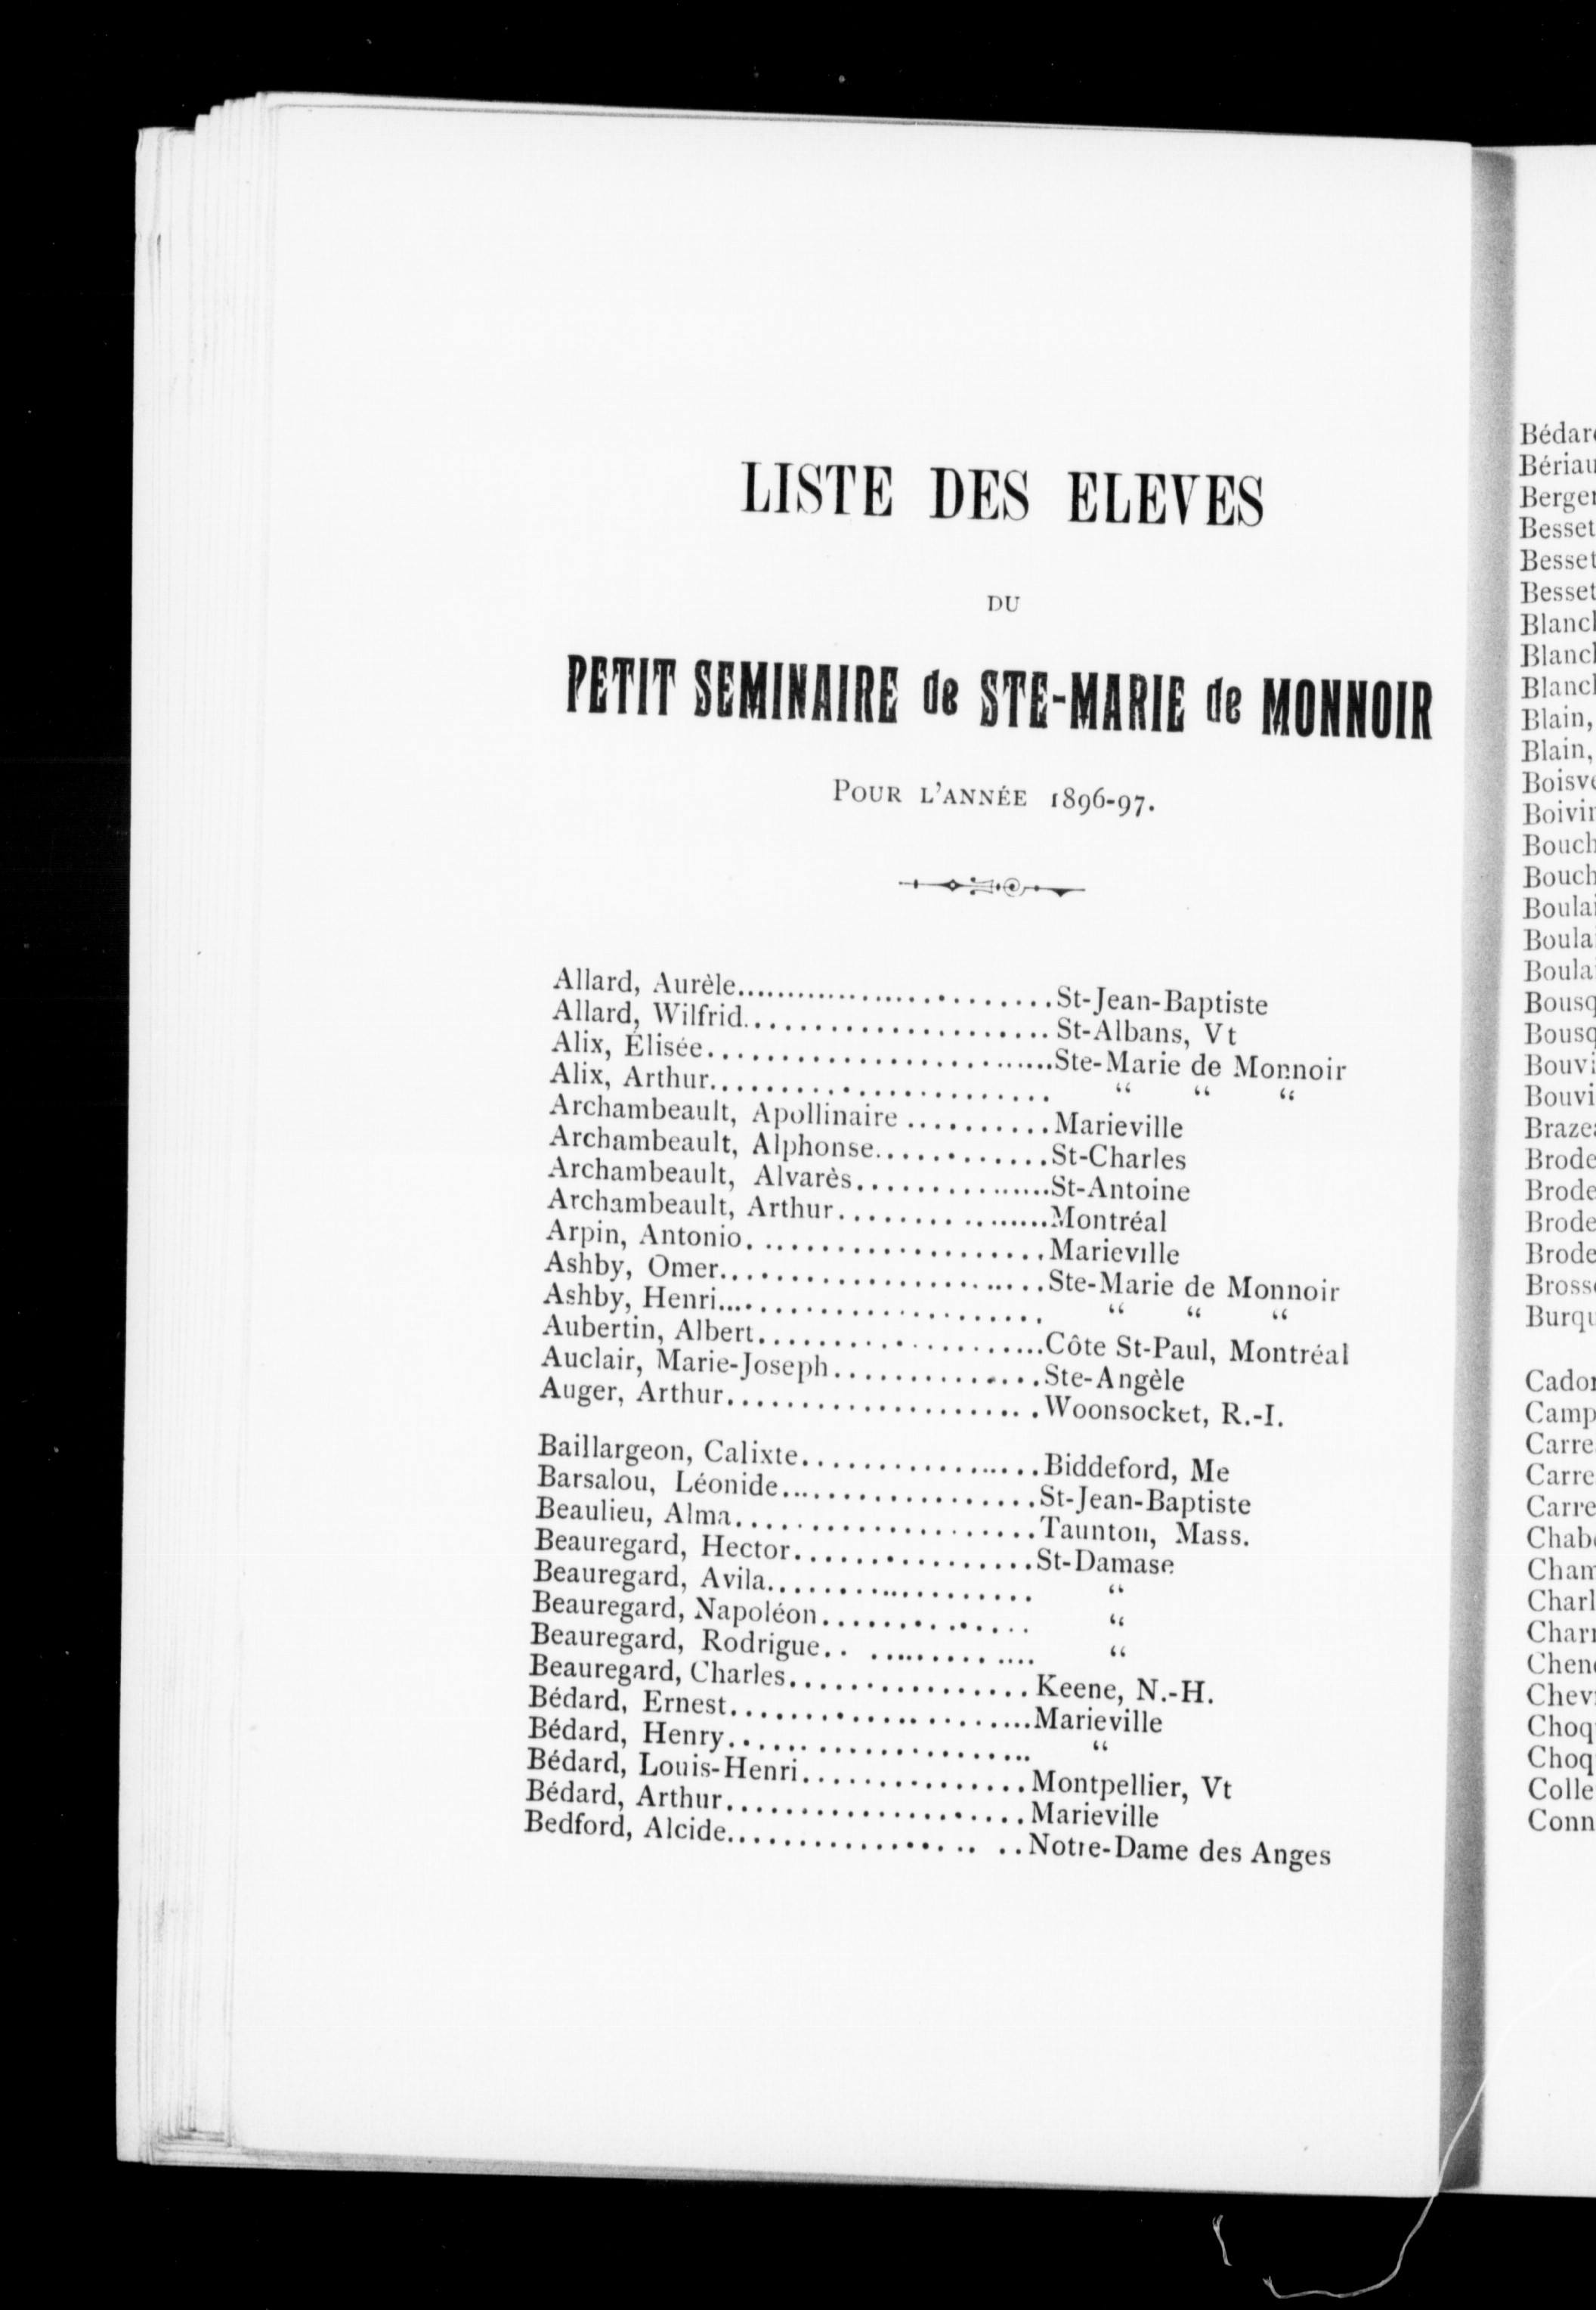 LISTE DES ELEVES
DU
PETIT SEMINAIRE de STE-MARIE de MONNOIR
POUR L'ANNÉE 1896-97.
Allard, Aurèle..............................St-Jean-Baptiste
Allard, Wilfrid......................St-Albans, Vt
Alix, Élisée..........................Ste-Marie de Monnoir
Alix, Arthur........................ “ “ “
Archambeault, Apollinaire ..........Marieville
Archambeault, Alphonse............St-Charles
Archambeault, Alvarès...............St-Antoine
Archambeault, Arthur...............Montréal
Arpin, Antonio. ....................Marieville
Ashby, Omer........................Ste-Marie de Monnoir
Ashby, Henri........................ “ “ “
Aubertin, Albert.....................Côte St-Paul, Montréal
Auclair, Marie-Joseph..............Ste-Angèle
Auger, Arthur......................Woonsocket, R.-I.
Baillargeon, Calixte.................Biddeford, Me
Barsalou, Léonide..................St-Jean-Baptiste
Beaulieu, Alma.....................Taunton, Mass.
Beauregard, Hector................St-Damase
Beauregard, Avila................... “
Beauregard, Napoléon.............. “
Beauregard, Rodrigue.. ............ “
Beauregard, Charles................Keene, N.-H.
Bédard, Ernest......................Marieville
Bédard, Henry...................... “
Bédard, Louis-Henri................Montpellier, Vt
Bédard, Arthur.....................Marieville
Bedford, Alcide................. ..Notre-Dame des Anges
Blain,
Blain,